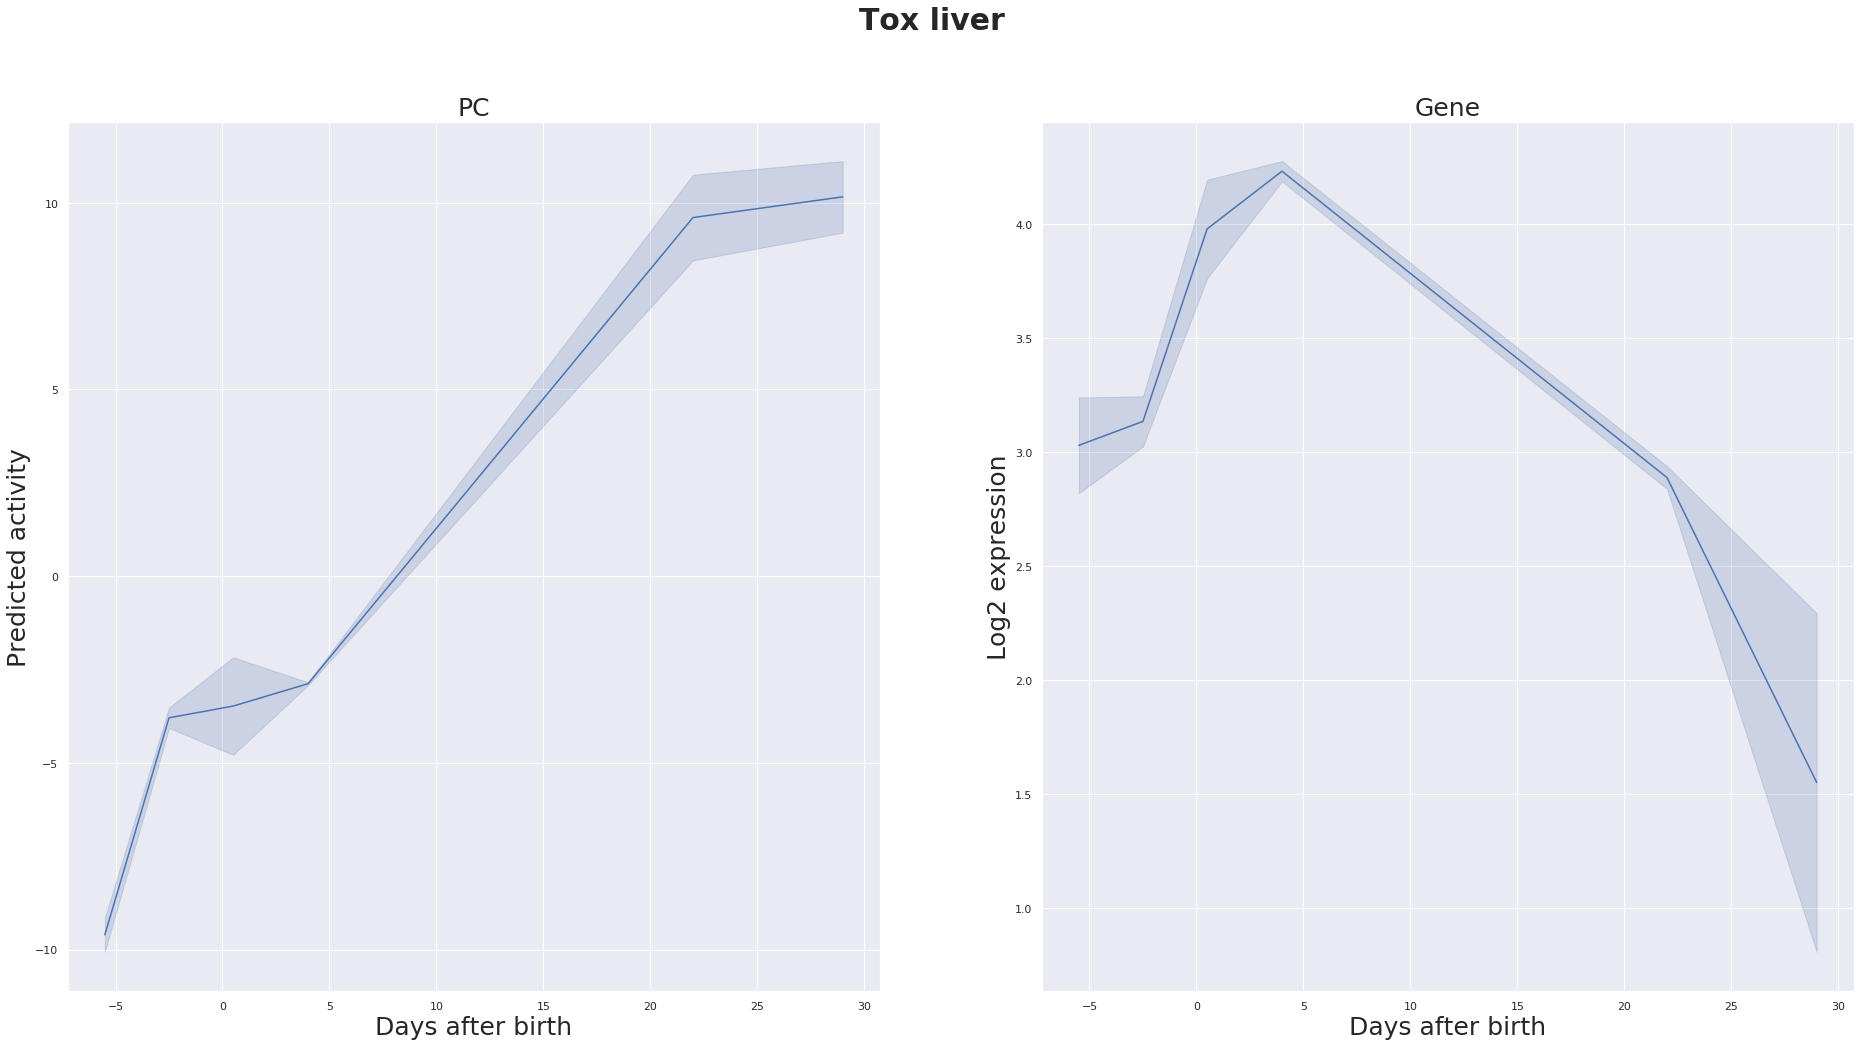 Tox liver
PC
Predicted activity
10
5
0
−5
−10
−5 0 5 10 15 20 25 30
Days after birth
Gene
Log2 expression
4.0
3.5
3.0
2.5
2.0
1.5
1.0
−5 0 5 10 15 20 25 30
Days after birth